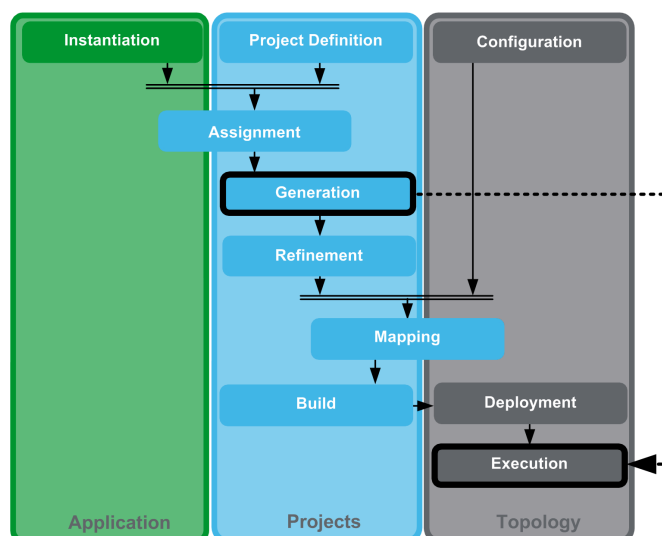 Instantiation
Project Definition
Configuration
Assignment
Generation
Refinement
Mapping
Build
Deployment
Execution
Application
Projects
Topology